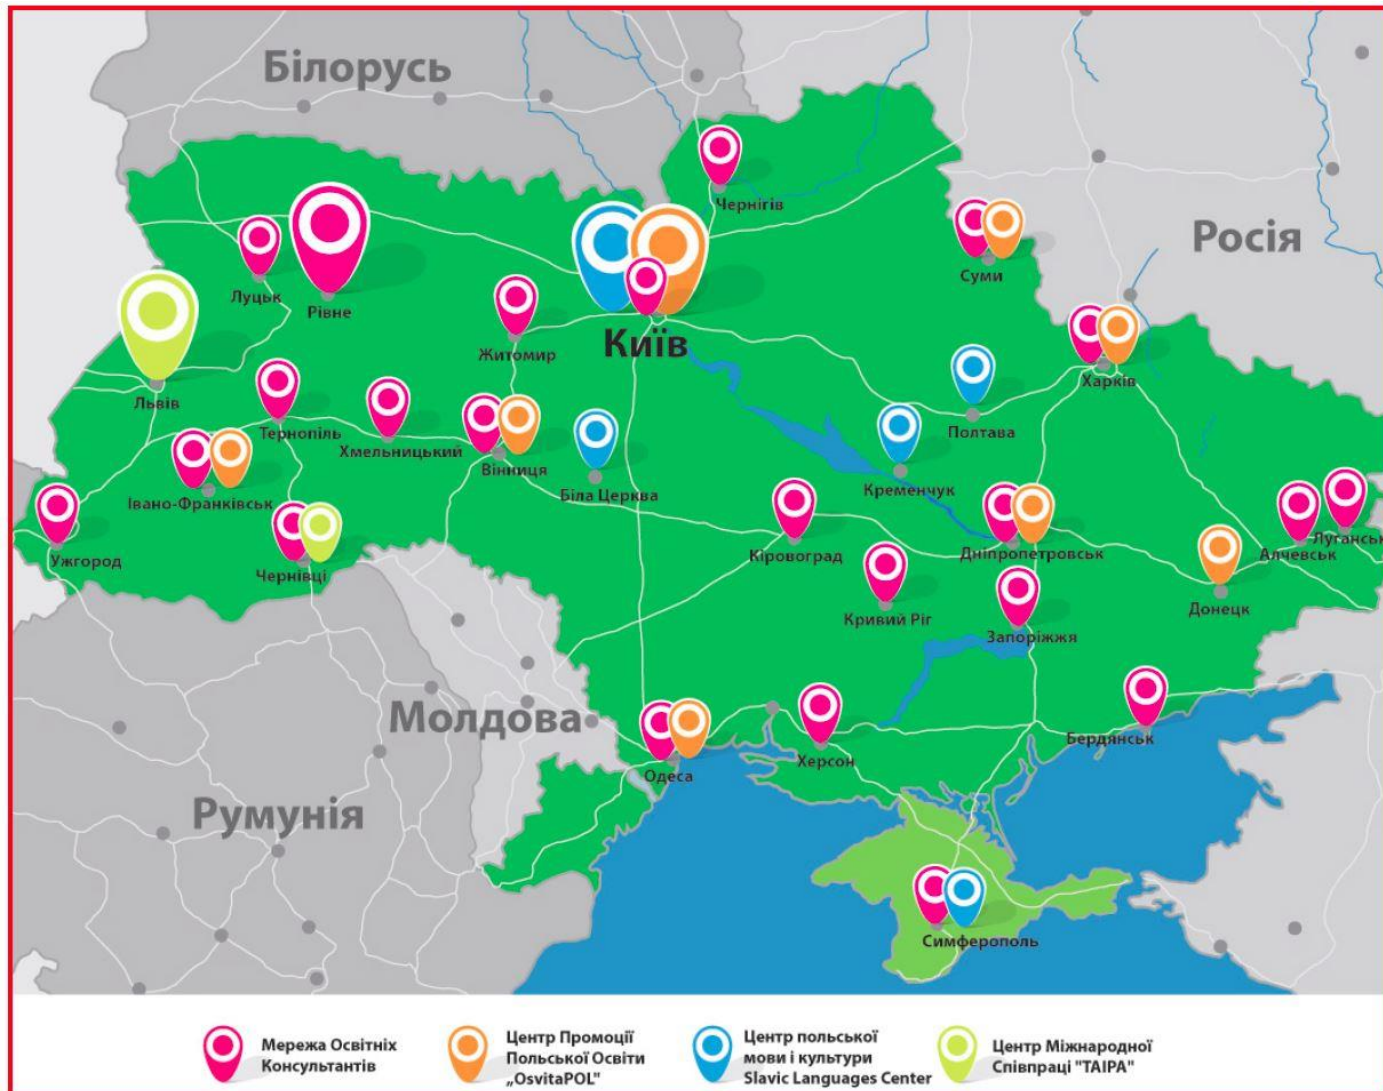 Білорусь
Росія
Чернігів
Суми
Луцьк
Рівне
Житомир
Київ
Харків
Львів
Тернопіль
Хмельницький
Вінниця
Біла Церква
Полтава
Кременчук
Івано-Франківськ
Ужгород
Чернівці
Кіровоград
Дніпропетровськ
Алчевськ
Луганськ
Донецк
Кривий Ріг
Запоріжжя
Молдова
Одеса
Херсон
Бердянськ
Румунія
Симферополь
Мережа Освітніх
Консультантів
Центр Промоції
Польської Освіти
„OsvitaPOL"
Центр польської
мови і культури
Slavic Languages Center
Центр Міжнародної
Співпраці "TAIPA"